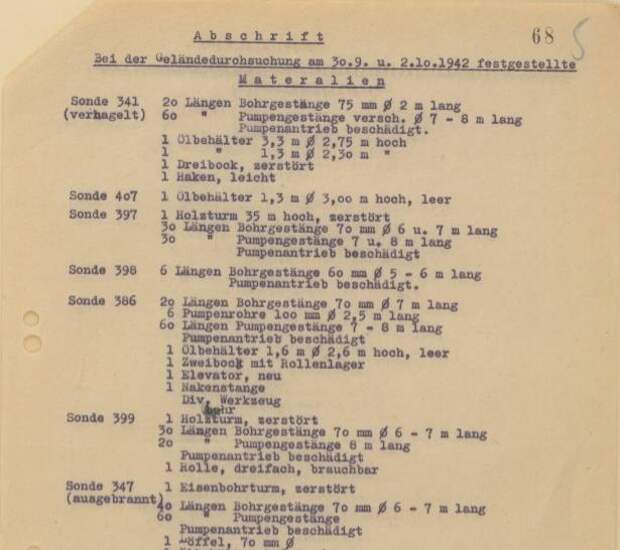 Abschrift
68
5
Bei der Geländedurchsuchung am 30.9. u. 2.10.1942 festgestellte
Materalien
Sonde 341 20 Längen Bohrgestänge 75 mm Ø 2 m lang
(verhagelt) 60 " Pumpengestänge versch. Ø 7 - 8 m lang
Pumpenantrieb beschädigt.
1 Ölbehälter 3,3 m Ø 2,75 m hoch
1 " 1,3 m Ø 2,30 m "
1 Dreibock, zerstört
1 Haken, leicht
Sonde 407 1 Ölbehälter 1,3 m Ø 3,00 m hoch, leer
Sonde 397 1 Holzturm 35 m hoch, zerstört
30 Längen Bohrgestänge 70 mm Ø 6 u. 7 m lang
30 " Pumpengestänge 7 u. 8 m lang
Pumpenantrieb beschädigt
Sonde 398 6 Längen Bohrgestänge 60 mm Ø 5 - 6 m lang
Pumpenantrieb beschädigt.
Sonde 386 20 Längen Bohrgestänge 70 mm Ø 7 m lang
6 Pumpenrohre 100 mm Ø 2,5 m lang
60 Längen Pumpengestänge 7 - 8 m lang
Pumpenantrieb beschädigt
1 Ölbehälter 1,6 m Ø 2,6 m hoch, leer
1 Zweibock mit Rollenlager
1 Elevator, neu
1 Hakenstange
Div. Werkzeug
bohr
Sonde 399 1 Holzturm, zerstört
30 Längen Bohrgestänge 70 mm Ø 6 - 7 m lang
20 " Pumpengestänge 8 m lang
Pumpenantrieb beschädigt
1 Rolle, dreifach, brauchbar
Sonde 347 1 Eisenbohrturm, zerstört
(ausgebrannt)
40 Längen Bohrgestänge 70 mm Ø 6 - 7 m lang
60 " Pumpengestänge
Pumpenantrieb beschädigt
1 Löffel, 70 mm Ø